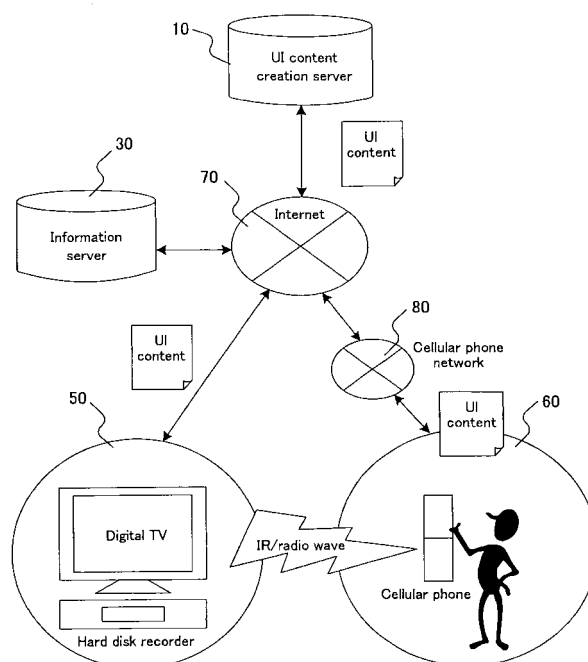 10
UI content
creation server
UI
content
30
70
Internet
Information
server
80
UI
content
Cellular phone
network
50
UI
content
60
Digital TV
IR/radio wave
Cellular phone
Hard disk recorder